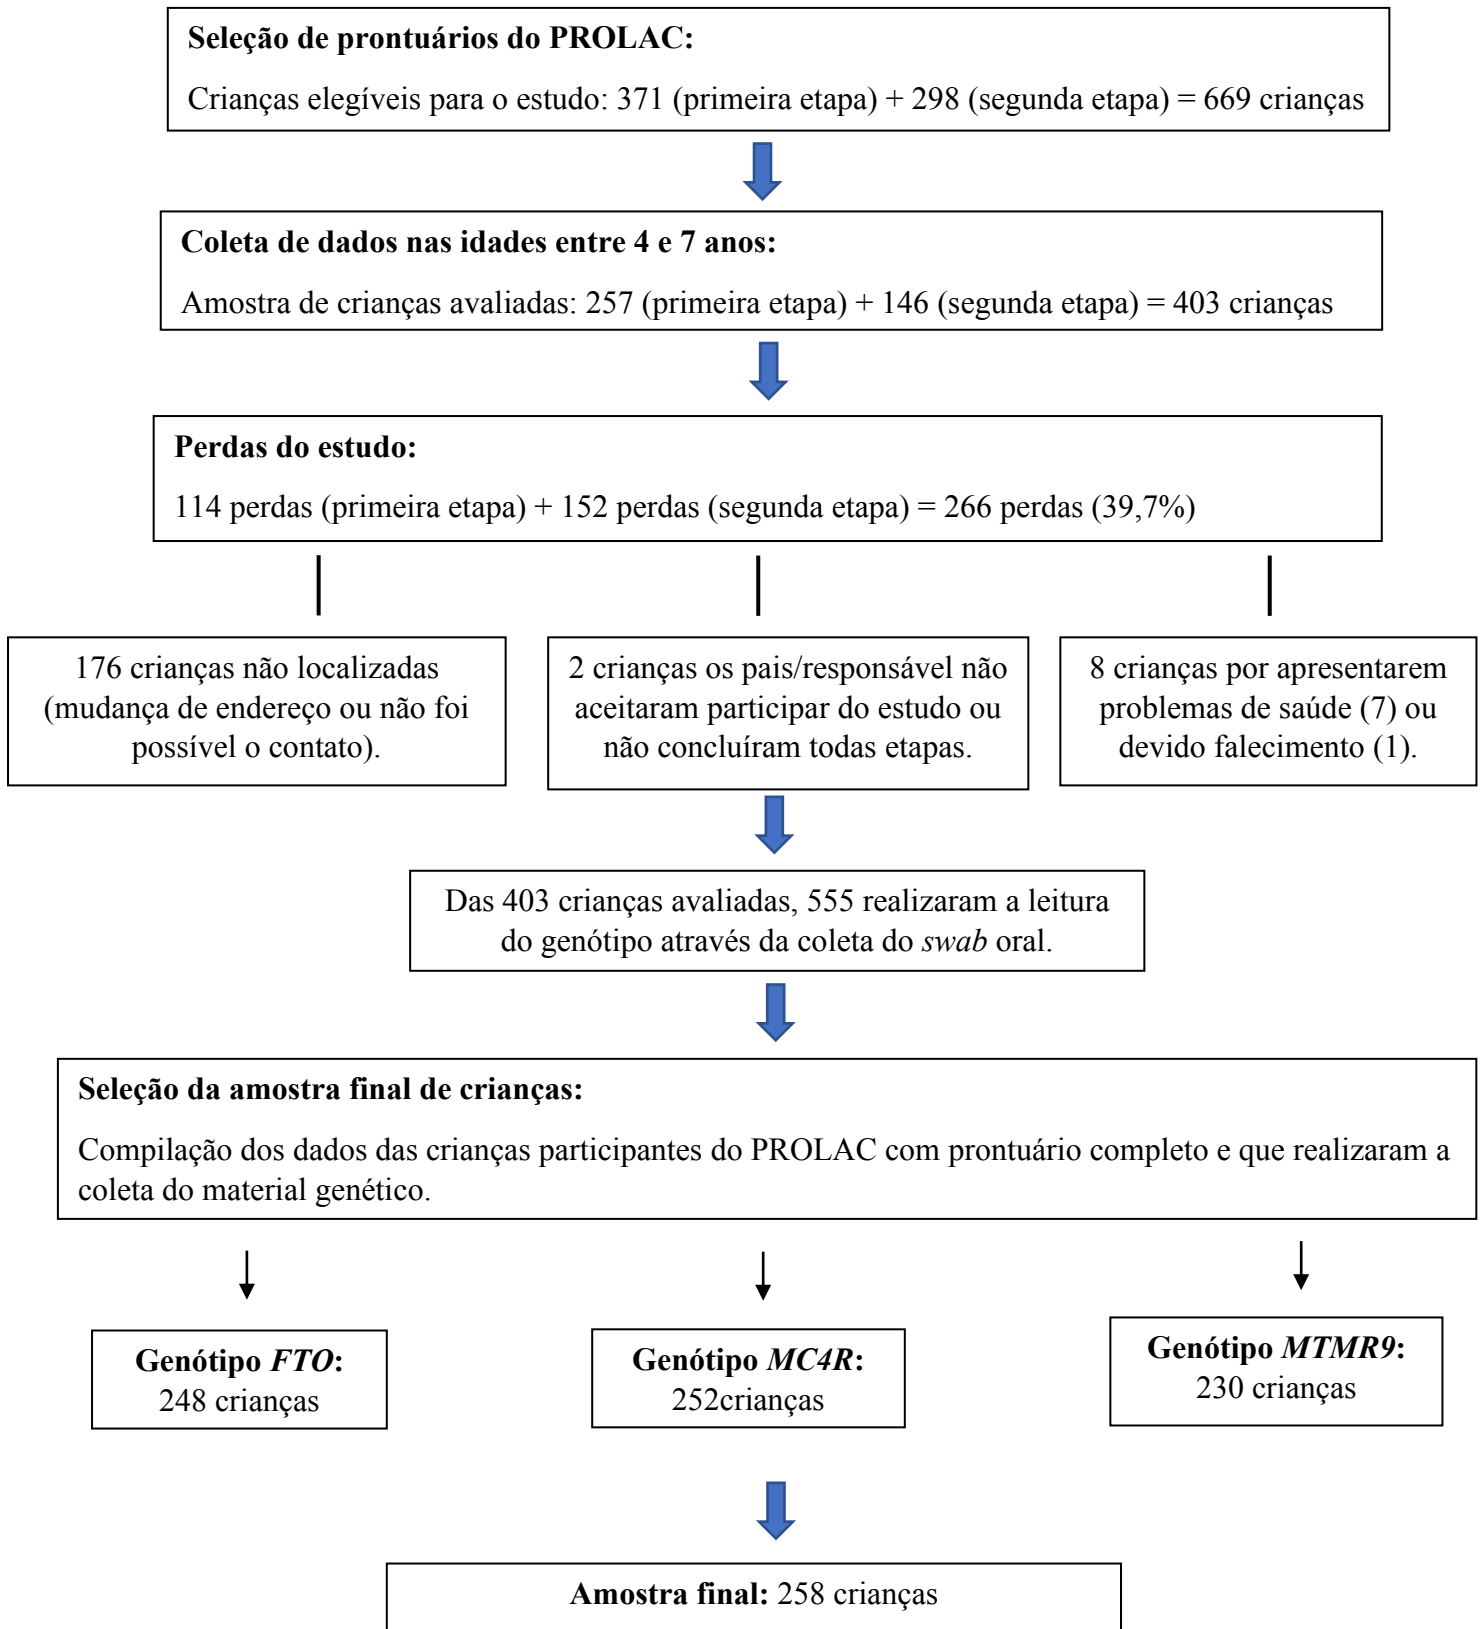 Seleção de prontuários do PROLAC:
Crianças elegíveis para o estudo: 371 (primeira etapa) + 298 (segunda etapa) = 669 crianças
Coleta de dados nas idades entre 4 e 7 anos:
Amostra de crianças avaliadas: 257 (primeira etapa) + 146 (segunda etapa) = 403 crianças
Perdas do estudo:
114 perdas (primeira etapa) + 152 perdas (segunda etapa) = 266 perdas (39,7%)
176 crianças não localizadas
(mudança de endereço ou não foi
possível o contato).
2 crianças os pais/responsável não
aceitaram participar do estudo ou
não concluíram todas etapas.
8 crianças por apresentarem
problemas de saúde (7) ou
devido falecimento (1).
Das 403 crianças avaliadas, 555 realizaram a leitura
do genótipo através da coleta do swab oral.
Seleção da amostra final de crianças:
Compilação dos dados das crianças participantes do PROLAC com prontuário completo e que realizaram a
coleta do material genético.
Genótipo FTO:
248 crianças
Genótipo MC4R:
252crianças
Genótipo MTMR9:
230 crianças
Amostra final: 258 crianças